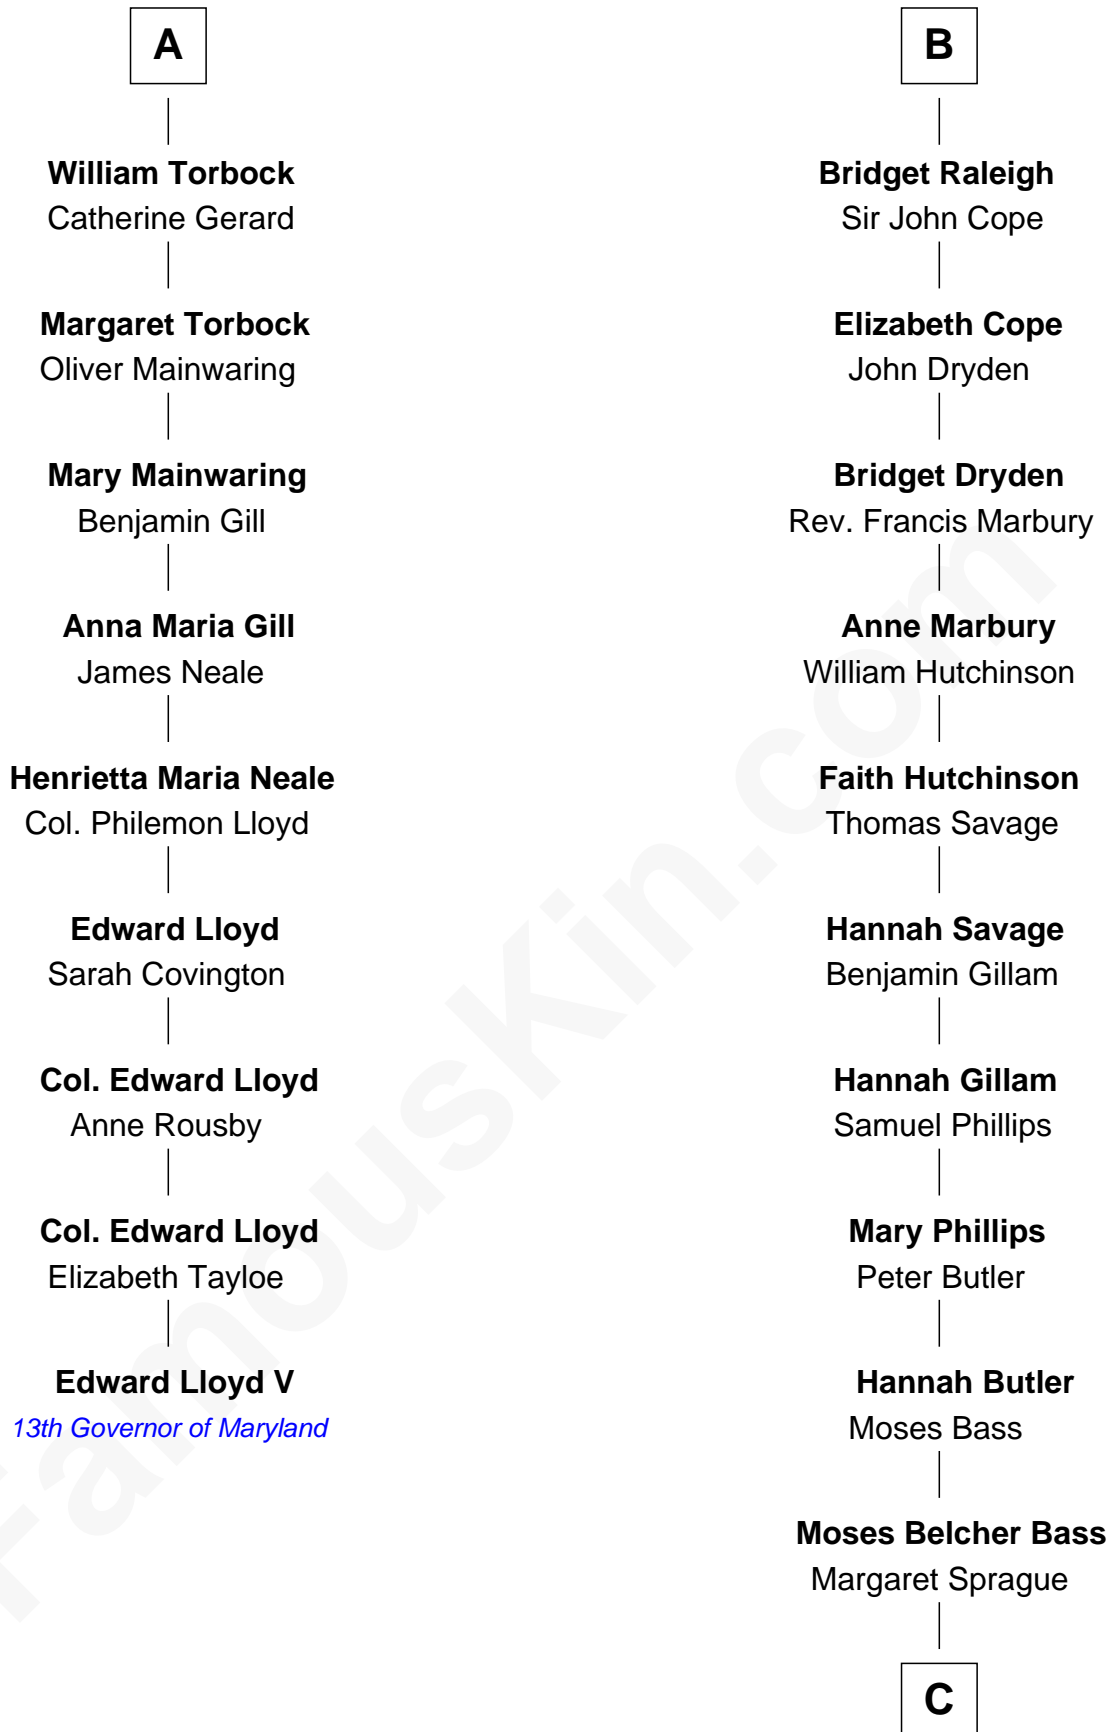 A
William Torbock
Catherine Gerard
Margaret Torbock
Oliver Mainwaring
Mary Mainwaring
Benjamin Gill
Anna Maria Gill
James Neale
Henrietta Maria Neale
Col. Philemon Lloyd
Edward Lloyd
Sarah Covington
Col. Edward Lloyd
Anne Rousby
Col. Edward Lloyd
Elizabeth Tayloe
Edward Lloyd V
13th Governor of Maryland
B
Bridget Raleigh
Sir John Cope
Elizabeth Cope
John Dryden
Bridget Dryden
Rev. Francis Marbury
Anne Marbury
William Hutchinson
Faith Hutchinson
Thomas Savage
Hannah Savage
Benjamin Gillam
Hannah Gillam
Samuel Phillips
Mary Phillips
Peter Butler
Hannah Butler
Moses Bass
Moses Belcher Bass
Margaret Sprague
C
FamousKin.com